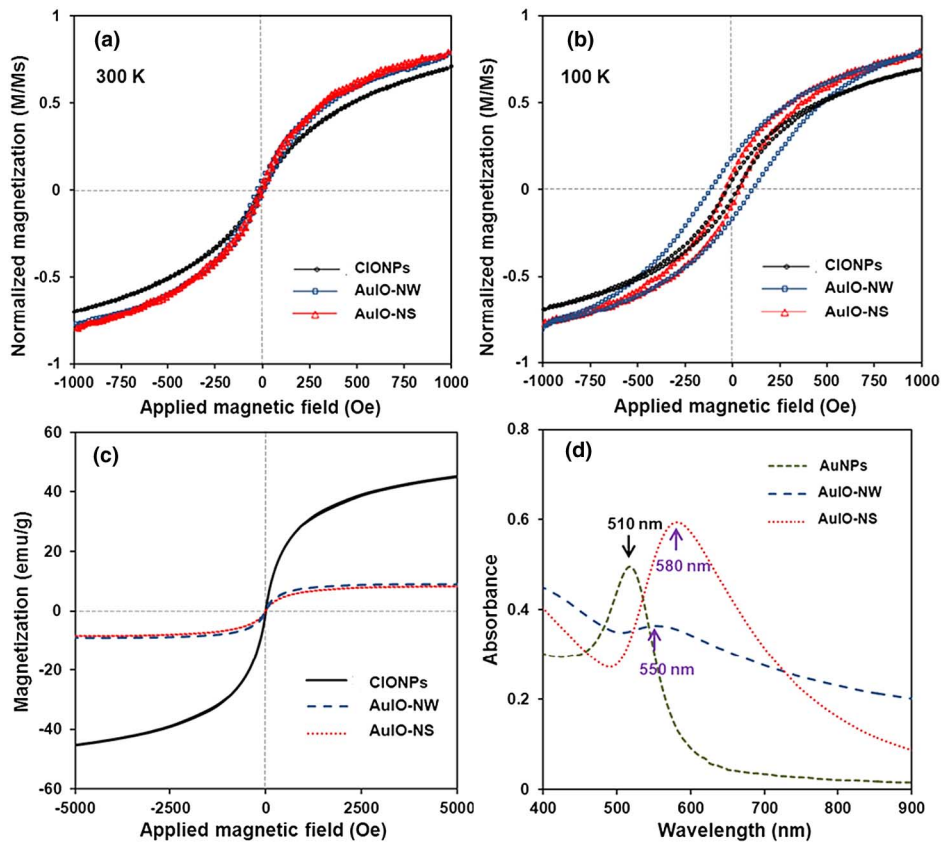 (a)
300 K
Normalized magnetization (M/Ms)
1
0.5
0
-0.5
-1
CIONPs
AuIO-NW
AuIO-NS
-1000 -750 -500 -250 0 250 500 750 1000
Applied magnetic field (Oe)
(b)
100 K
Normalized magnetization (M/Ms)
1
0.5
0
-0.5
-1
CIONPs
AuIO-NW
AuIO-NS
-1000 -750 -500 -250 0 250 500 750 1000
Applied magnetic field (Oe)
(c)
Magnetization (emu/g)
60
40
20
0
-20
-40
-60
CIONPs
AuIO-NW
AuIO-NS
-5000 -2500 0 2500 5000
Applied magnetic field (Oe)
(d)
Absorbance
0.8
0.6
0.4
0.2
0
AuNPs
AuIO-NW
AuIO-NS
510 nm
580 nm
550 nm
400 500 600 700 800 900
Wavelength (nm)